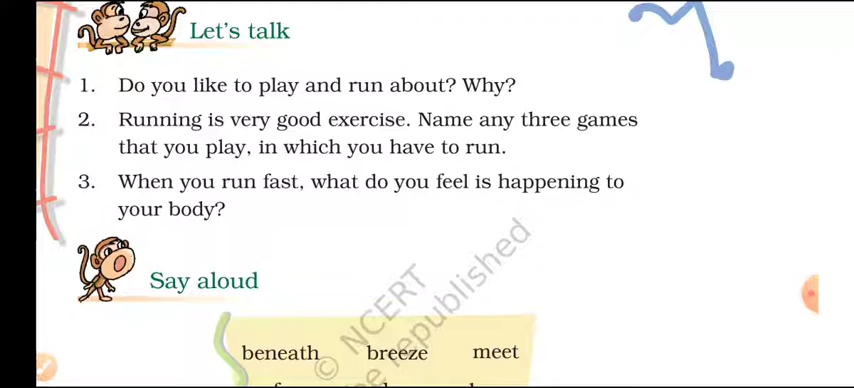 Let's talk
1. Do you like to play and run about? Why?
2. Running is very good exercise. Name any three games
that you play, in which you have to run.
3. When you run fast, what do you feel is happening to
your body?
Say aloud
© NCERT
be republished
beneath breeze meet